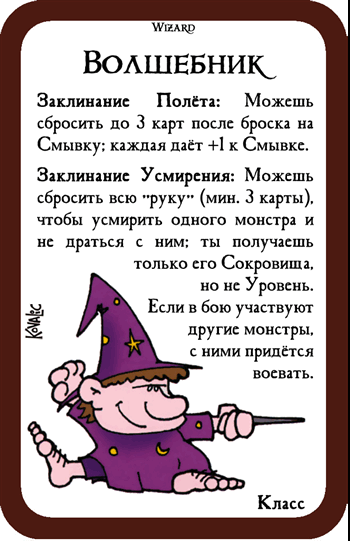 Wizard
Волшебник
Заклинание Полёта: Можешь
сбросить до 3 карт после броска на
Смывку; каждая даёт +1 к Смывке.
Заклинание Усмирения: Можешь
сбросить всю "руку" (мин. 3 карты),
чтобы усмирить одного монстра и
не драться с ним; ты получаешь
только его Сокровища,
но не Уровень.
Если в бою участвуют
другие монстры,
с ними придётся
воевать.
Kovalic
Класс